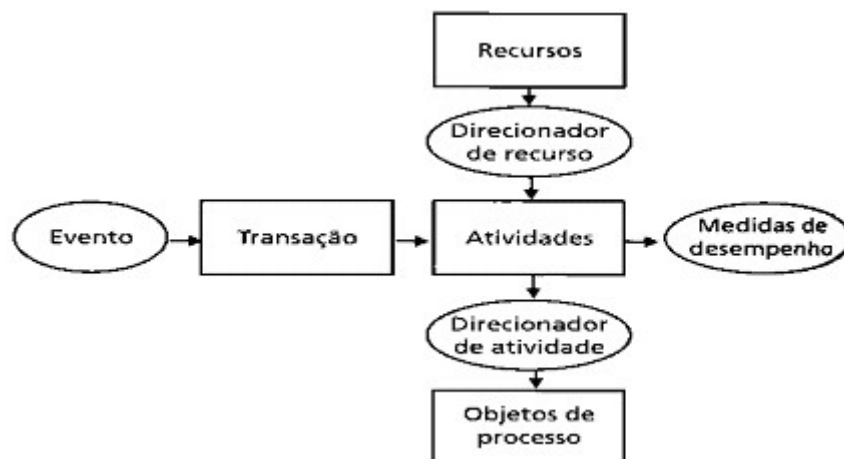 Recursos
Direcionador
de recurso
Evento
Transação
Atividades
Medidas de
desempenho
Direcionador
de atividade
Objetos de
processo